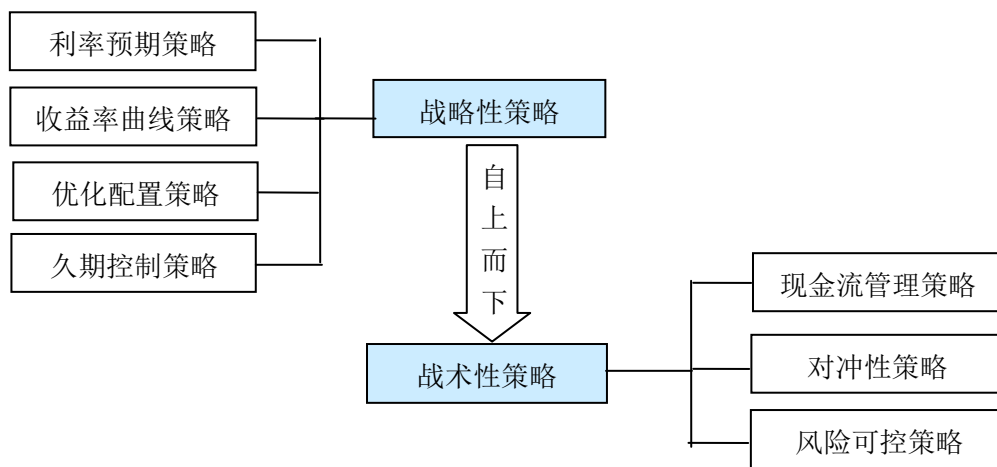 利率预期策略
收益率曲线策略
优化配置策略
久期控制策略
战略性策略
自
上
而
下
战术性策略
现金流管理策略
对冲性策略
风险可控策略